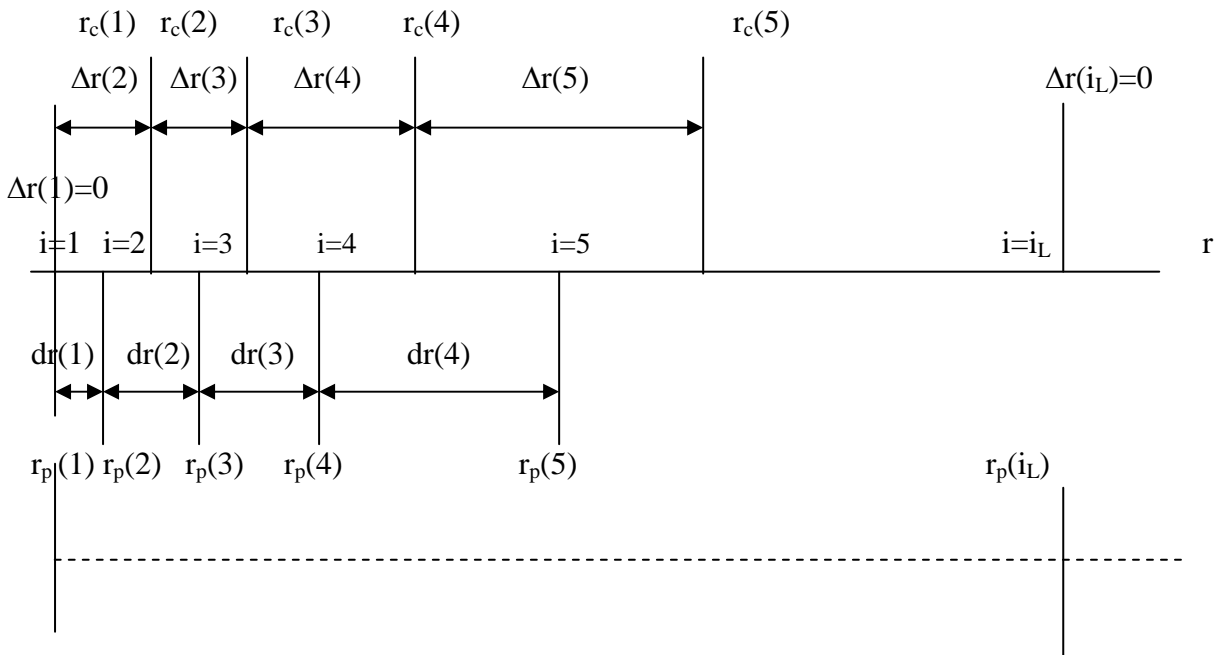 r_c(1) r_c(2) r_c(3) r_c(4) r_c(5)
Δr(2) Δr(3) Δr(4) Δr(5) Δr(i_L)=0
Δr(1)=0
i=1 i=2 i=3 i=4 i=5 i=i_L r
dr(1) dr(2) dr(3) dr(4)
r_p(1) r_p(2) r_p(3) r_p(4) r_p(5) r_p(i_L)